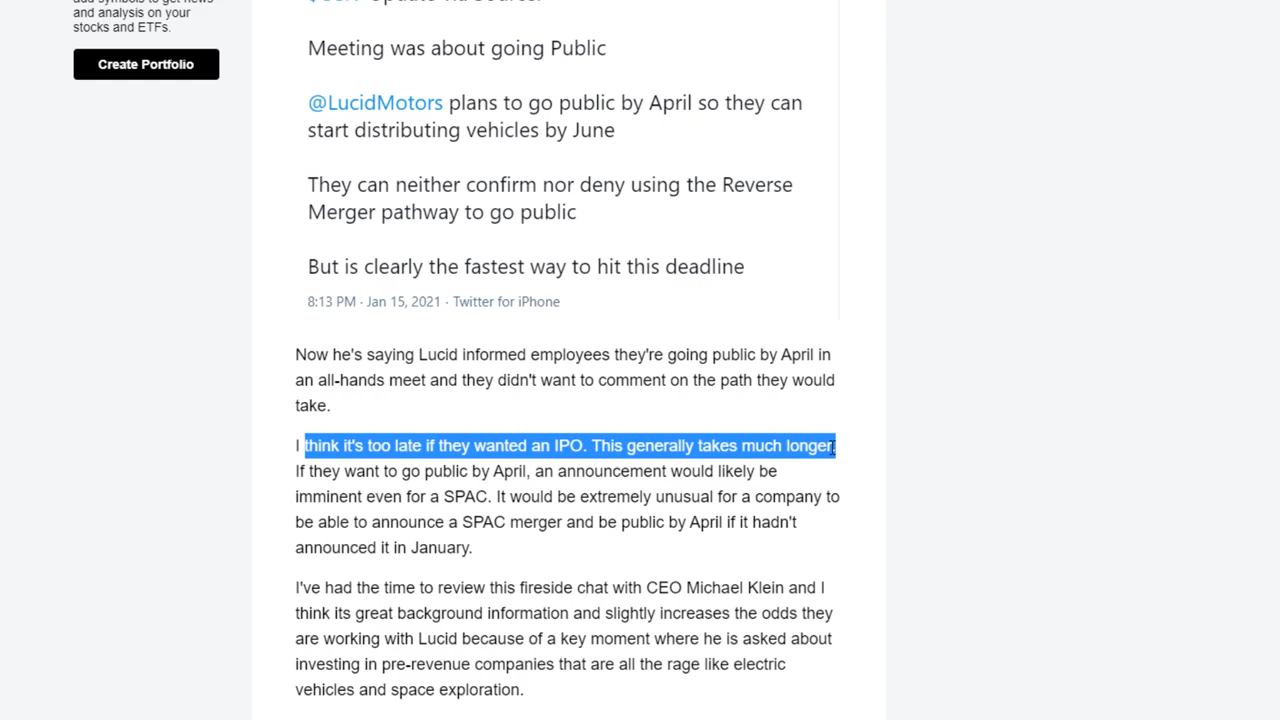 and analysis on your
stocks and ETFs.
Create Portfolio
Meeting was about going Public
@LucidMotors plans to go public by April so they can
start distributing vehicles by June
They can neither confirm nor deny using the Reverse
Merger pathway to go public
But is clearly the fastest way to hit this deadline
8:13 PM · Jan 15, 2021 · Twitter for iPhone
Now he's saying Lucid informed employees they're going public by April in
an all-hands meet and they didn't want to comment on the path they would
take.
I think it's too late if they wanted an IPO. This generally takes much longer.
If they want to go public by April, an announcement would likely be
imminent even for a SPAC. It would be extremely unusual for a company to
be able to announce a SPAC merger and be public by April if it hadn't
announced it in January.
I've had the time to review this fireside chat with CEO Michael Klein and I
think its great background information and slightly increases the odds they
are working with Lucid because of a key moment where he is asked about
investing in pre-revenue companies that are all the rage like electric
vehicles and space exploration.